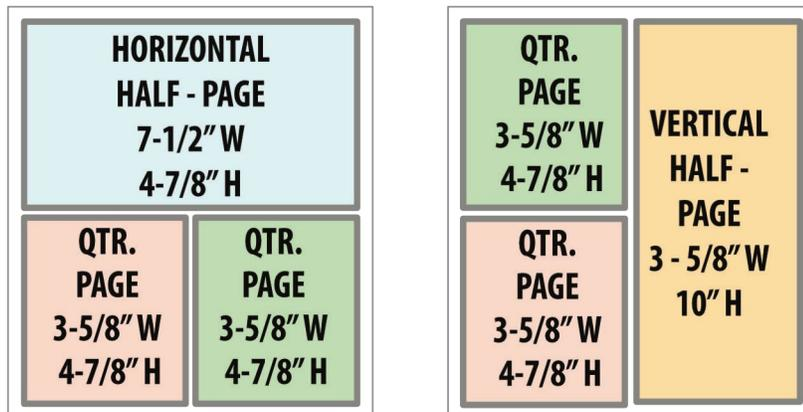 HORIZONTAL
HALF - PAGE
7-1/2” W
4-7/8” H
QTR.
PAGE
3-5/8” W
4-7/8” H
QTR.
PAGE
3-5/8” W
4-7/8” H
QTR.
PAGE
3-5/8” W
4-7/8” H
QTR.
PAGE
3-5/8” W
4-7/8” H
VERTICAL
HALF -
PAGE
3 - 5/8” W
10” H